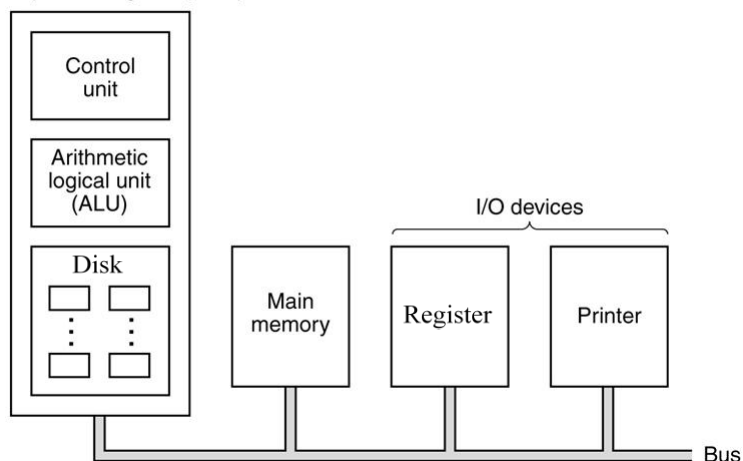 Control
unit
Arithmetic
logical unit
(ALU)
Disk
I/O devices
Main
memory
Register
Printer
Bus